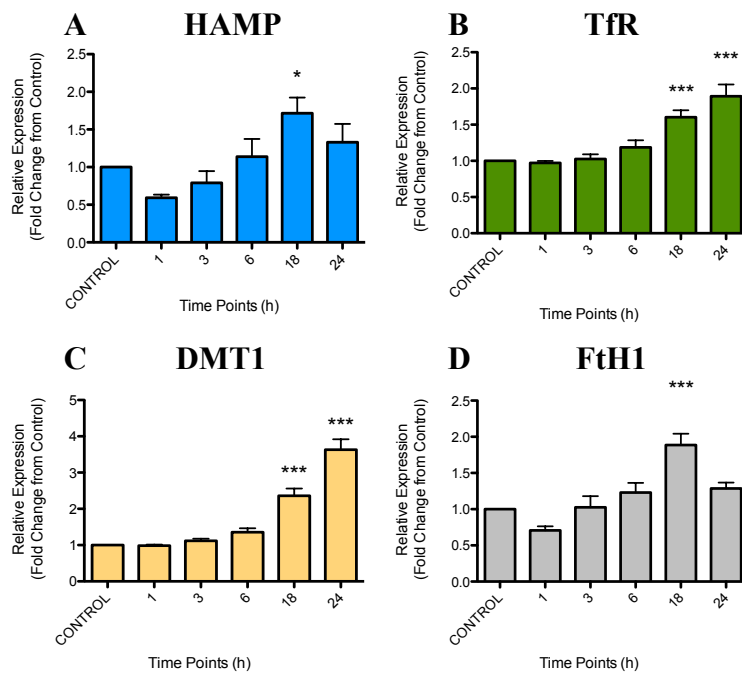 A HAMP
Relative Expression
(Fold Change from Control)
2.5
2.0
1.5
1.0
0.5
0.0
*
CONTROL
1
3
6
18
24
Time Points (h)
B TfR
Relative Expression
(Fold Change from Control)
2.5
2.0
1.5
1.0
0.5
0.0
***
***
CONTROL
1
3
6
18
24
Time Points (h)
C DMT1
Relative Expression
(Fold Change from Control)
5
4
3
2
1
0
***
***
CONTROL
1
3
6
18
24
Time Points (h)
D FtH1
Relative Expression
(Fold Change from Control)
2.5
2.0
1.5
1.0
0.5
0.0
***
CONTROL
1
3
6
18
24
Time Points (h)